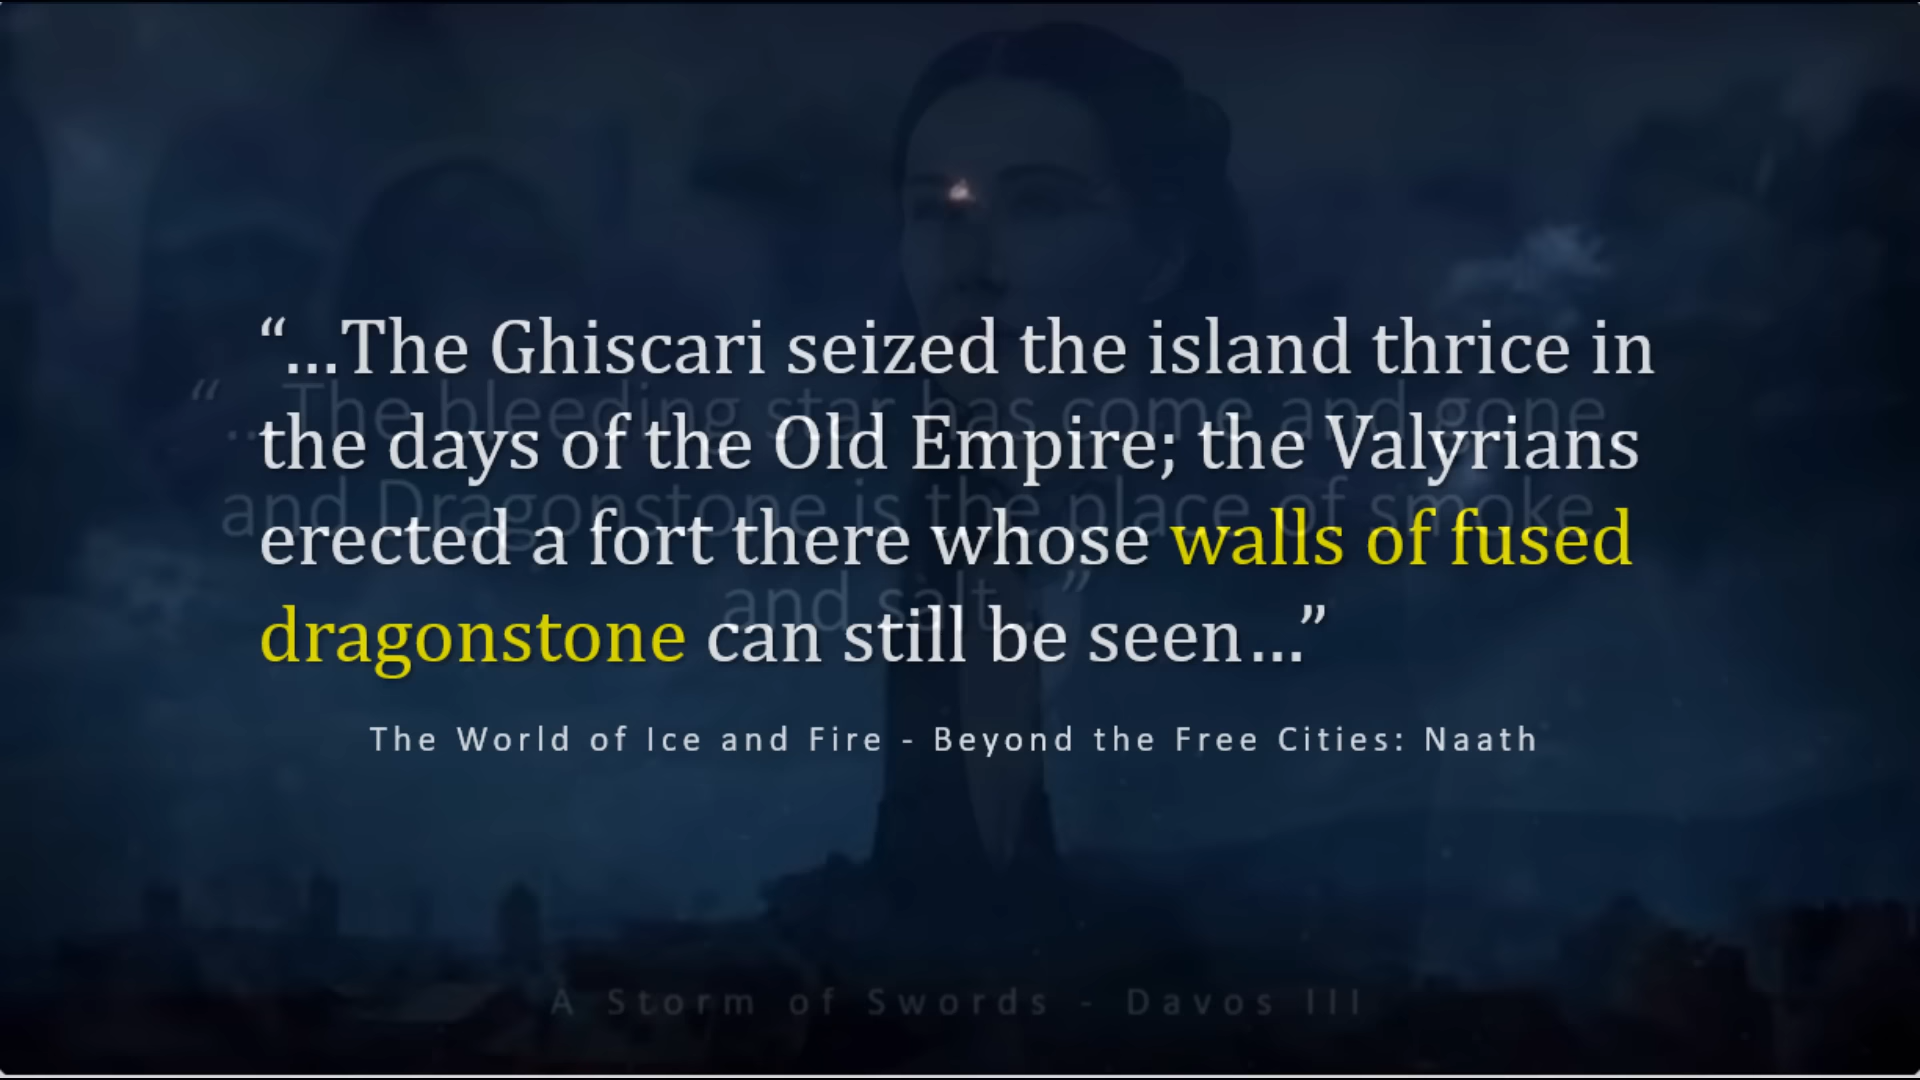 “…The Ghiscari seized the island thrice in
the days of the Old Empire; the Valyrians
erected a fort there whose walls of fused
dragonstone can still be seen…”
The World of Ice and Fire - Beyond the Free Cities: Naath
“…The bleeding star has come and gone
and Dragonstone is the place of smoke
and salt…”
A Storm of Swords - Davos III